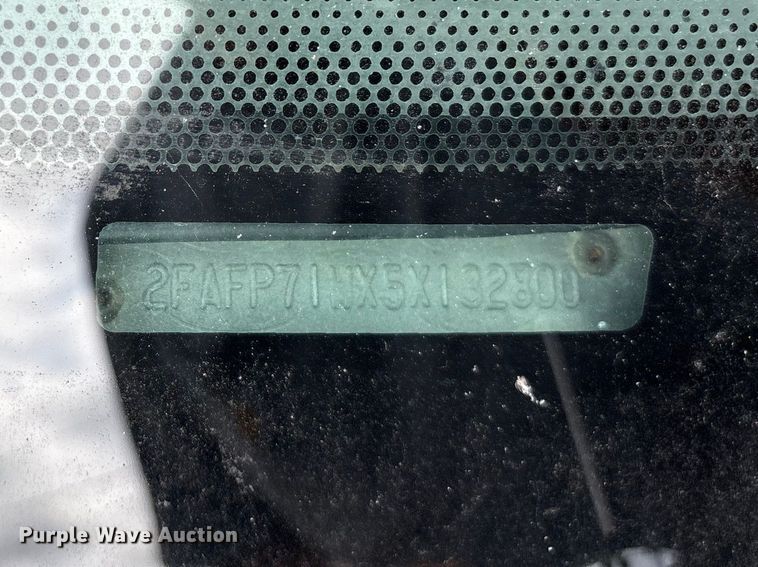 2FAFP71WX5X132800
Purple Wave Auction